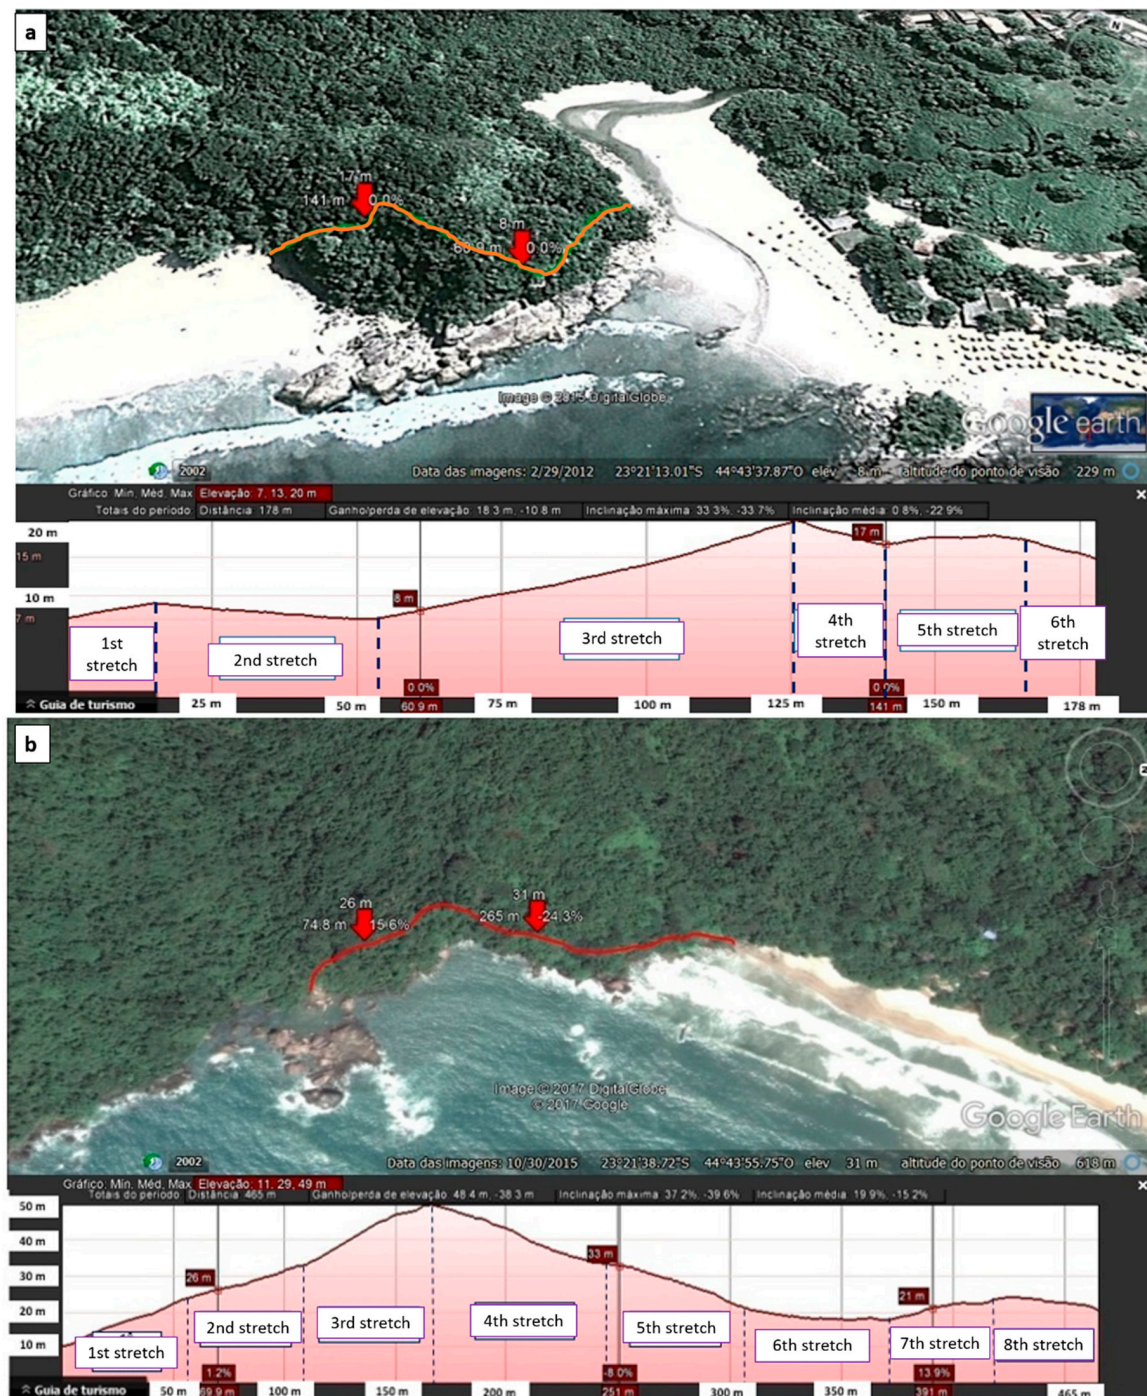 a
N
17 m
141 m 0.0%
8 m
60.9 m 0.0%
Image © 2015 DigitalGlobe
Google earth
2002
Data das imagens: 2/29/2012 23°21'13.01"S 44°43'37.87"O elev 8 m altitude do ponto de visão 229 m
Gráfico: Mín, Méd, Max Elevação: 7, 13, 20 m
Totais do período: Distância: 178 m Ganho/perda de elevação: 18.3 m, -10.8 m Inclinação máxima: 33.3%, -33.7% Inclinação média: 0.8%, -22.9%
20 m
15 m
10 m
7 m
17 m
8 m
1st stretch
2nd stretch
3rd stretch
4th stretch
5th stretch
6th stretch
0.0%
0.0%
Guia de turismo
25 m 50 m 60.9 m 75 m 100 m 125 m 141 m 150 m 178 m
b
26 m
74.8 m 15.6%
31 m
265 m -24.3%
Image © 2017 DigitalGlobe
© 2017 Google
Google Earth
2002
Data das imagens: 10/30/2015 23°21'38.72"S 44°43'55.75"O elev 31 m altitude do ponto de visão 618 m
Gráfico: Mín, Méd, Max Elevação: 11, 29, 49 m
Totais do período: Distância: 465 m Ganho/perda de elevação: 48.4 m, -38.3 m Inclinação máxima: 37.2%, -39.6% Inclinação média: 19.9%, -15.2%
50 m
40 m
30 m
20 m
10 m
26 m
33 m
21 m
1st stretch
2nd stretch
3rd stretch
4th stretch
5th stretch
6th stretch
7th stretch
8th stretch
1.2%
-8.0%
13.9%
Guia de turismo
50 m 69.9 m 100 m 150 m 200 m 251 m 300 m 350 m 391 m 465 m